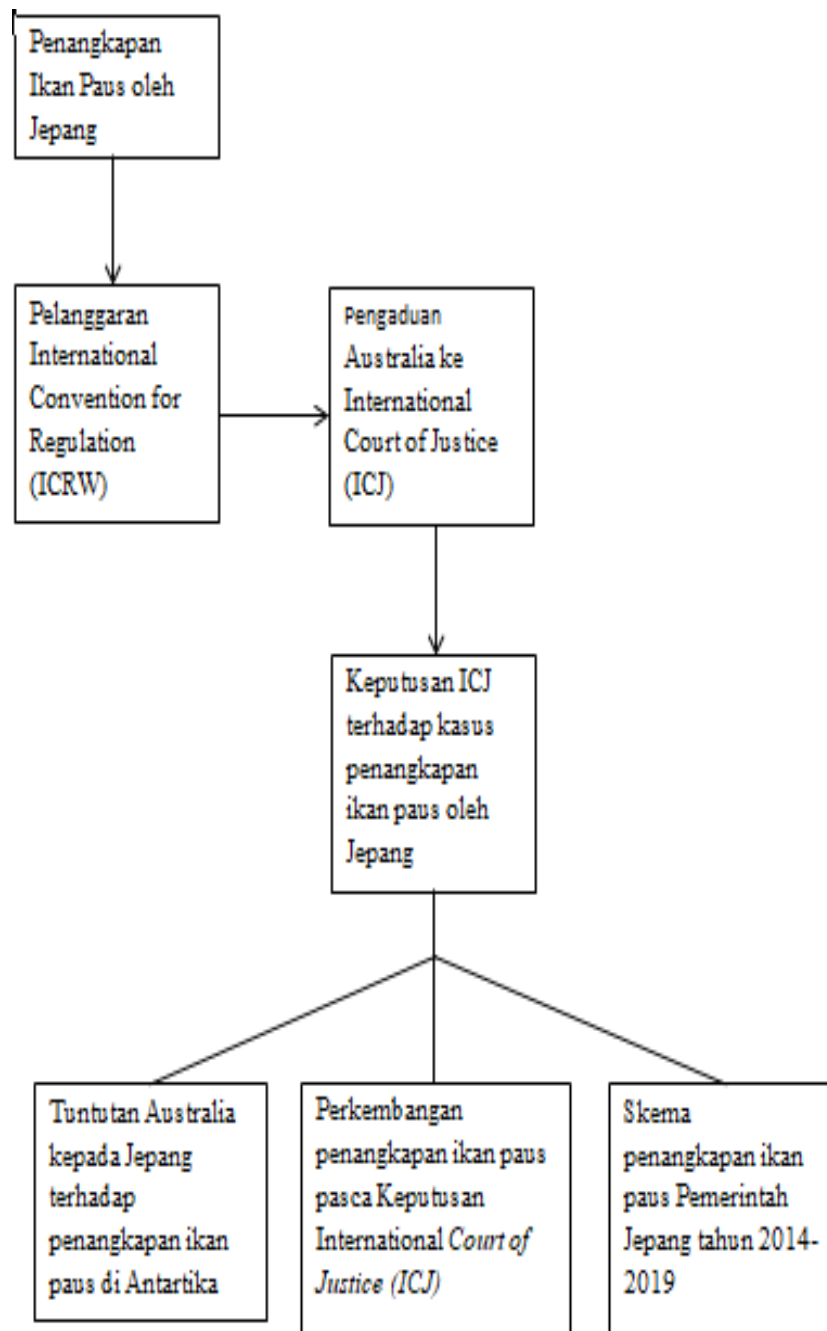 Penangkapan
Ikan Paus oleh
Jepang
Pelanggaran
International
Convention for
Regulation
(ICRW)
Pengaduan
Australia ke
International
Court of Justice
(ICJ)
Keputusan ICJ
terhadap kasus
penangkapan
ikan paus oleh
Jepang
Tuntutan Australia
kepada Jepang
terhadap
penangkapan ikan
paus di Antartika
Perkembangan
penangkapan ikan paus
pasca Keputusan
International Court of
Justice (ICJ)
Skema
penangkapan ikan
paus Pemerintah
Jepang tahun 2014-
2019